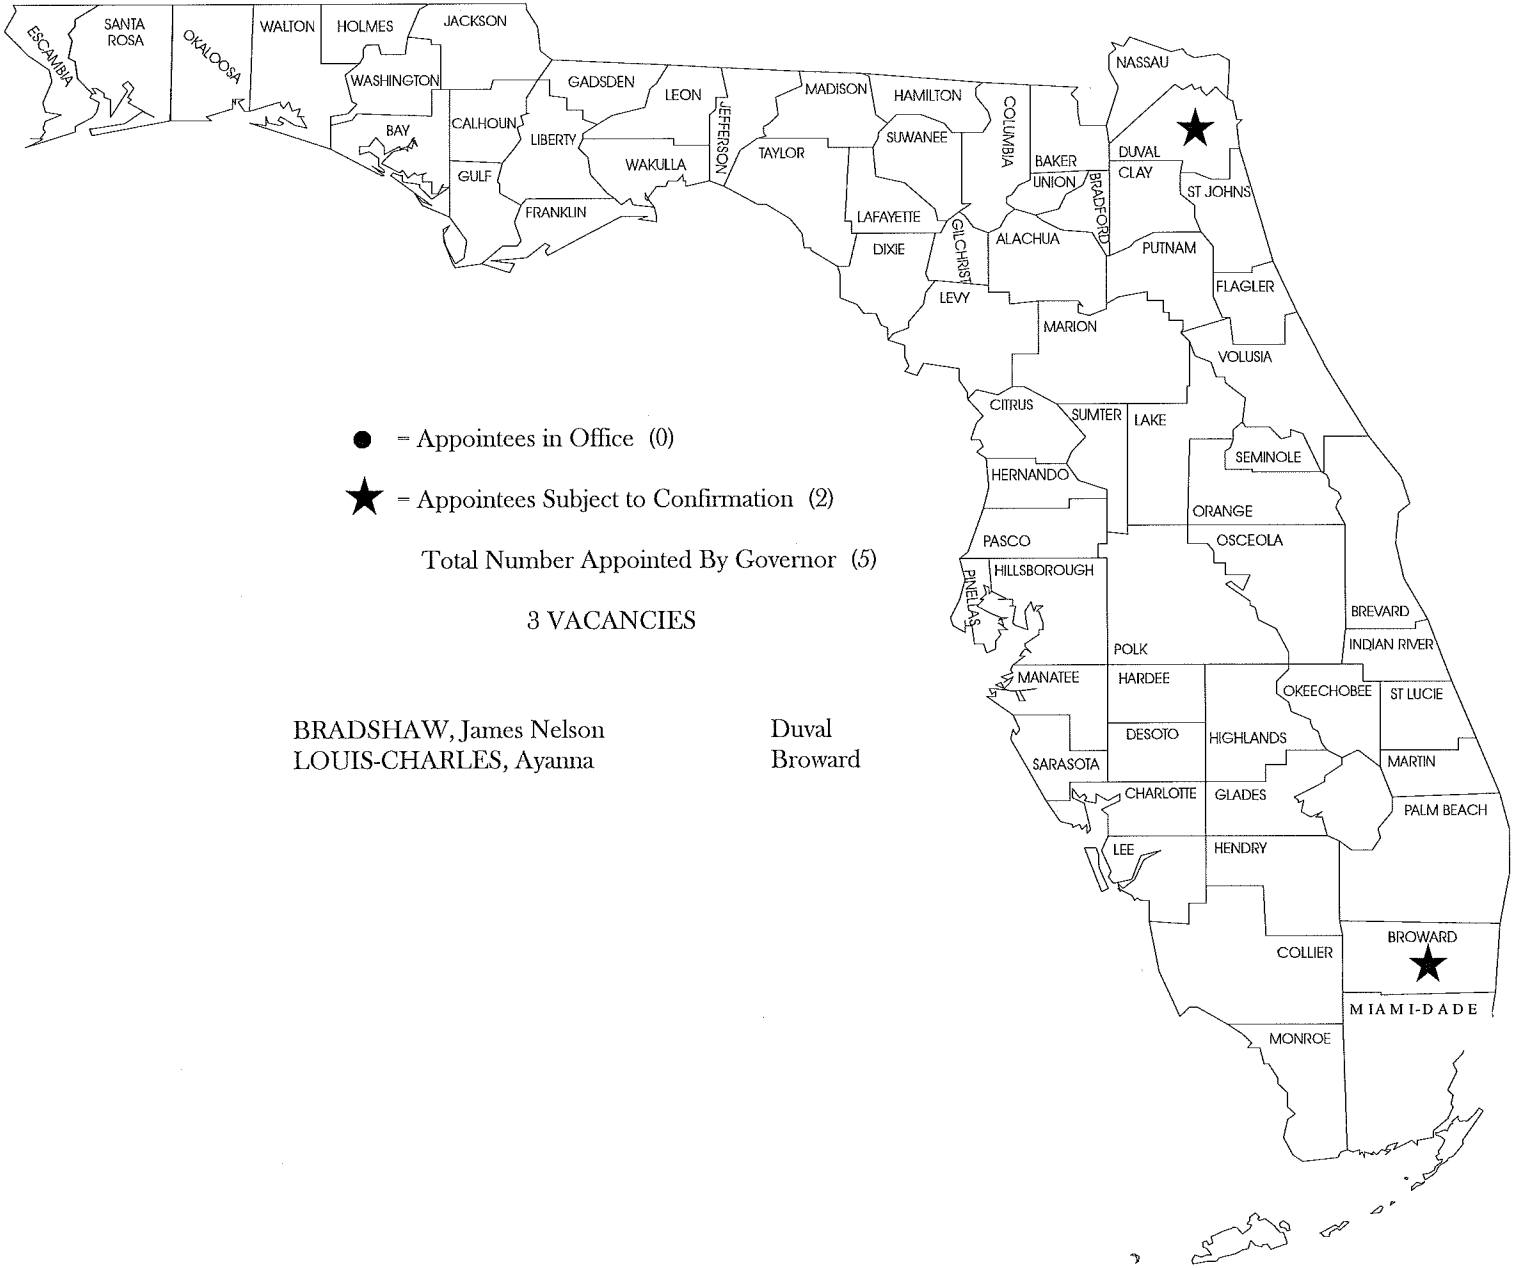 ESCAMBIA
SANTA
ROSA
OKALOOSA
WALTON
HOLMES
JACKSON
WASHINGTON
BAY
CALHOUN
GULF
GADSDEN
LIBERTY
FRANKLIN
LEON
WAKULLA
JEFFERSON
MADISON
TAYLOR
HAMILTON
SUWANEE
LAFAYETTE
DIXIE
COLUMBIA
GILCHRIST
BAKER
UNION
BRADFORD
ALACHUA
LEVY
NASSAU
DUVAL
CLAY
ST JOHNS
PUTNAM
FLAGLER
MARION
VOLUSIA
CITRUS
SUMTER
LAKE
SEMINOLE
HERNANDO
ORANGE
PASCO
OSCEOLA
HILLSBOROUGH
PINELLAS
BREVARD
INDIAN RIVER
POLK
MANATEE
HARDEE
OKEECHOBEE
ST LUCIE
DESOTO
HIGHLANDS
SARASOTA
MARTIN
CHARLOTTE
GLADES
PALM BEACH
LEE
HENDRY
BROWARD
COLLIER
MIAMI-DADE
MONROE
= Appointees in Office (0)
= Appointees Subject to Confirmation (2)
Total Number Appointed By Governor (5)
3 VACANCIES
BRADSHAW, James Nelson Duval
LOUIS-CHARLES, Ayanna Broward